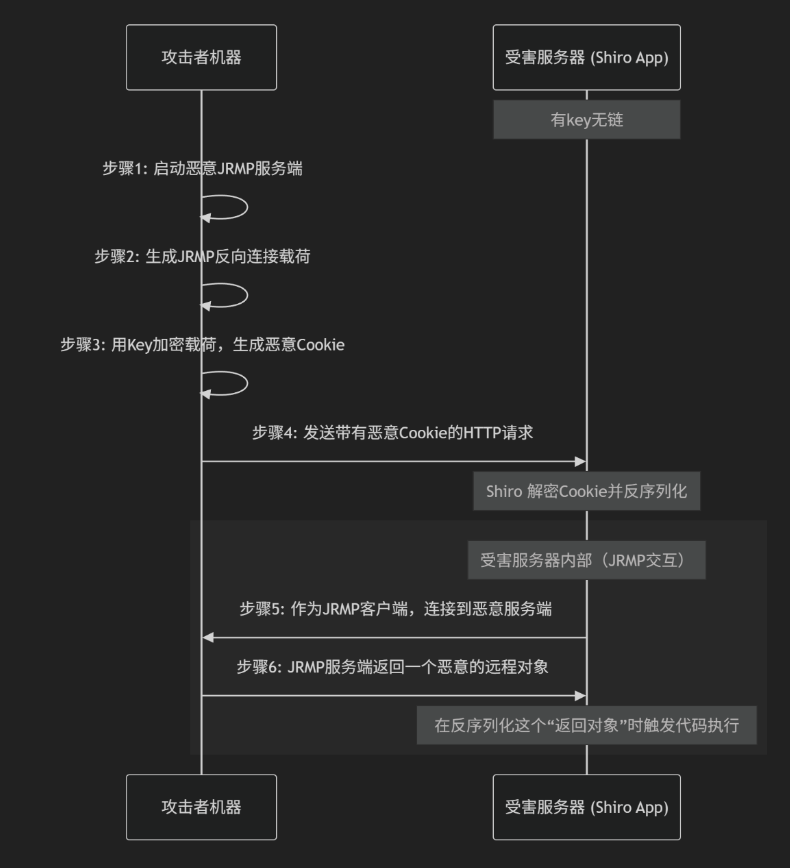 攻击者机器
受害服务器 (Shiro App)
有key无链
步骤1: 启动恶意JRMP服务端
步骤2: 生成JRMP反向连接载荷
步骤3: 用Key加密载荷，生成恶意Cookie
步骤4: 发送带有恶意Cookie的HTTP请求
Shiro 解密Cookie并反序列化
受害服务器内部（JRMP交互）
步骤5: 作为JRMP客户端，连接到恶意服务端
步骤6: JRMP服务端返回一个恶意的远程对象
在反序列化这个“返回对象”时触发代码执行
攻击者机器
受害服务器 (Shiro App)